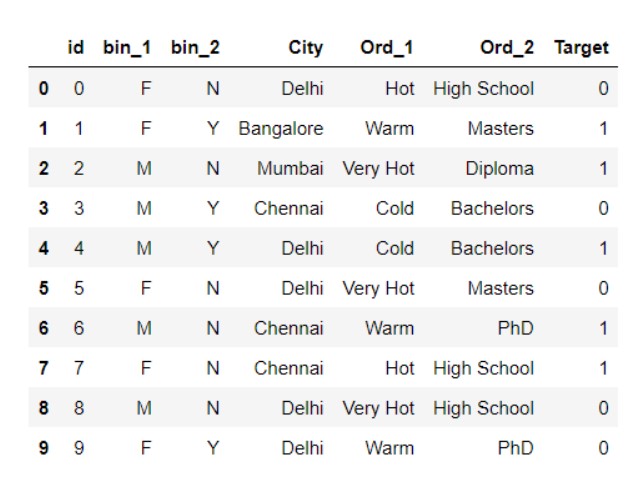 id bin_1 bin_2 City Ord_1 Ord_2 Target
0 0 F N Delhi Hot High School 0
1 1 F Y Bangalore Warm Masters 1
2 2 M N Mumbai Very Hot Diploma 1
3 3 M Y Chennai Cold Bachelors 0
4 4 M Y Delhi Cold Bachelors 1
5 5 F N Delhi Very Hot Masters 0
6 6 M N Chennai Warm PhD 1
7 7 F N Chennai Hot High School 1
8 8 M N Delhi Very Hot High School 0
9 9 F Y Delhi Warm PhD 0